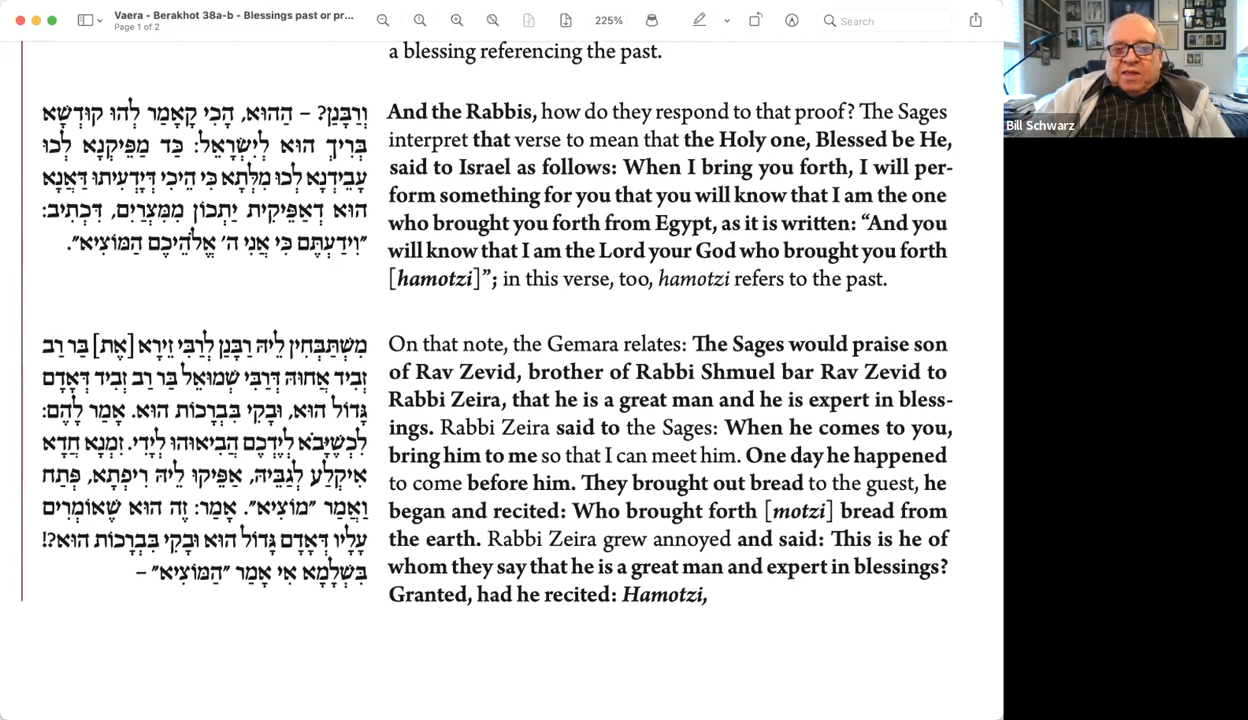 Vaera - Berakhot 38a-b - Blessings past or pr...
Page 1 of 2
225%
Search
Bill Schwarz
a blessing referencing the past.
וְרַבָּנַן? – הַהוּא, הָכִי קָאָמַר לְהוּ קוּדְשָׁא
בְּרִיךְ הוּא לְיִשְׂרָאֵל: כַּד מַפֵּיקְנָא לְכוּ
עָבֵידְנָא לְכוּ מִלְּתָא כִּי הֵיכִי דְּיָדְעִיתוּ דַּאֲנָא
הוּא דְּאַפֵּיקִית יַתְכוֹן מִמִּצְרַיִם, דִּכְתִיב:
״וִידַעְתֶּם כִּי אֲנִי ה׳ אֱלֹהֵיכֶם הַמּוֹצִיא״.
And the Rabbis, how do they respond to that proof? The Sages
interpret that verse to mean that the Holy one, Blessed be He,
said to Israel as follows: When I bring you forth, I will per-
form something for you that you will know that I am the one
who brought you forth from Egypt, as it is written: “And you
will know that I am the Lord your God who brought you forth
[hamotzi]”; in this verse, too, hamotzi refers to the past.
מִשְׁתַּבְּחִין לֵיהּ רַבָּנַן לְרַבִּי זֵירָא [אֶת] בַּר רַב
זְבִיד אֲחוּהּ דְּרַבִּי שְׁמוּאֵל בַּר רַב זְבִיד דְּאָדָם
גָּדוֹל הוּא, וּבָקִי בִּבְרָכוֹת הוּא. אָמַר לָהֶם:
לִכְשֶׁיָּבֹא לְיֶדְכֶם הֲבִיאוּהוּ לְיָדִי. זִמְנָא חֲדָא
אִיקְּלַע לְגַבֵּיהּ, אַפִּיקוּ לֵיהּ רִיפְתָּא, פְּתַח
וַאֲמַר ״מוֹצִיא״. אָמַר: זֶה הוּא שֶׁאוֹמְרִים
עָלָיו דְּאָדָם גָּדוֹל הוּא וּבָקִי בִּבְרָכוֹת הוּא?!
בִּשְׁלָמָא אִי אָמַר ״הַמּוֹצִיא״ –
On that note, the Gemara relates: The Sages would praise son
of Rav Zevid, brother of Rabbi Shmuel bar Rav Zevid to
Rabbi Zeira, that he is a great man and he is expert in bless-
ings. Rabbi Zeira said to the Sages: When he comes to you,
bring him to me so that I can meet him. One day he happened
to come before him. They brought out bread to the guest, he
began and recited: Who brought forth [motzi] bread from
the earth. Rabbi Zeira grew annoyed and said: This is he of
whom they say that he is a great man and expert in blessings?
Granted, had he recited: Hamotzi,